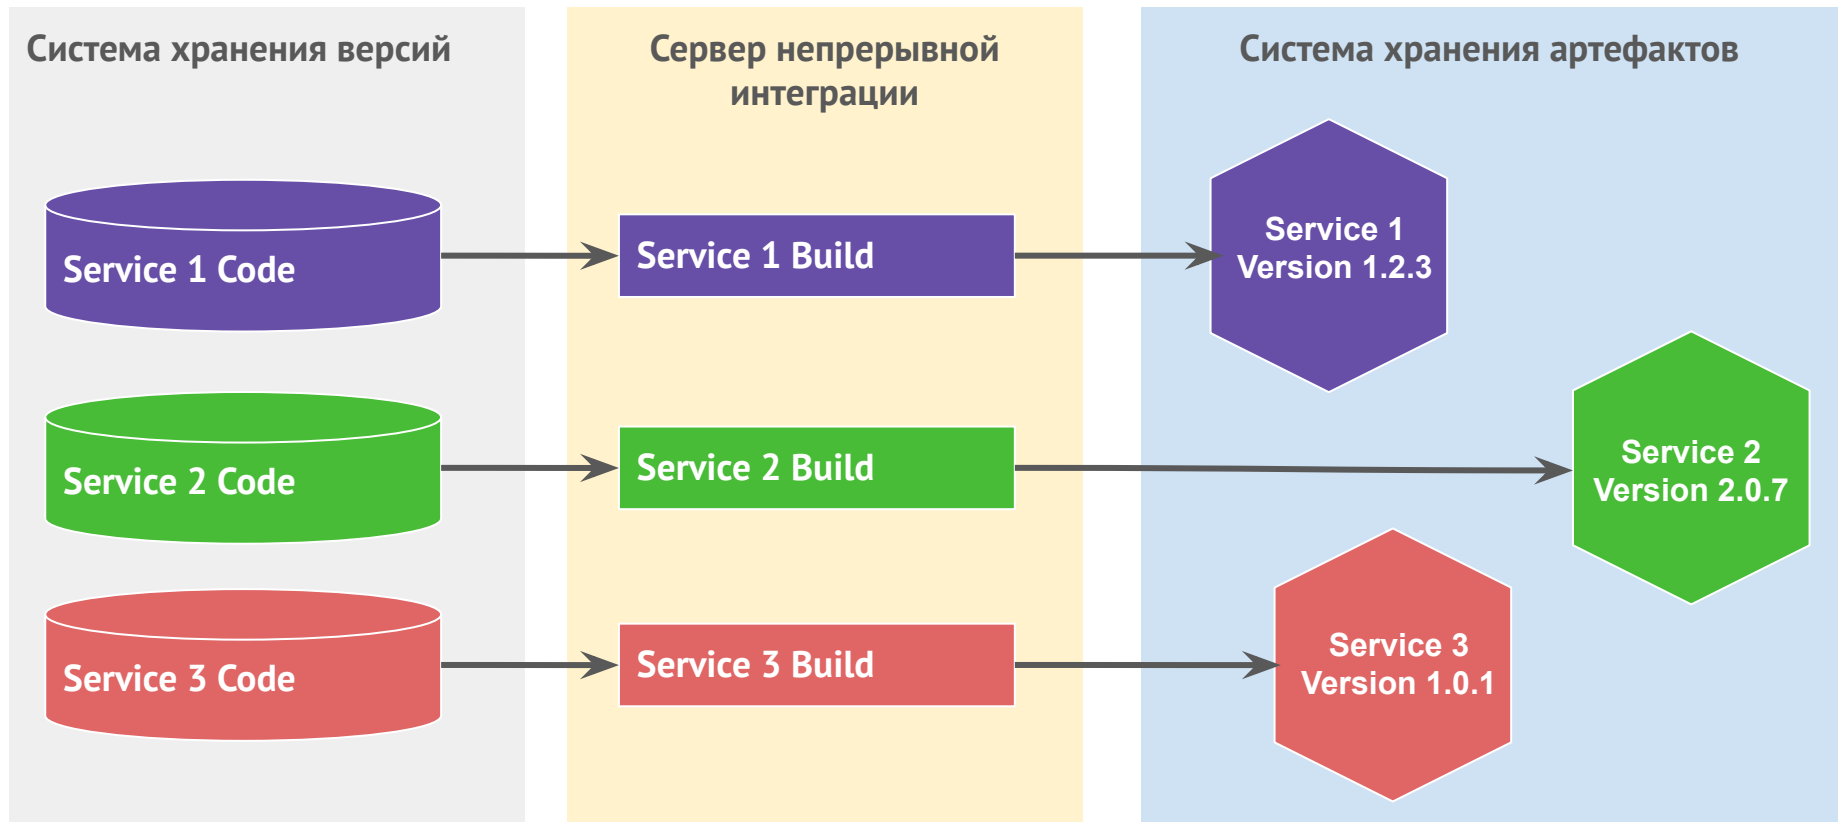 Система хранения версий
Сервер непрерывной
интеграции
Система хранения артефактов
Service 1 Code
Service 1 Build
Service 1
Version 1.2.3
Service 2 Code
Service 2 Build
Service 2
Version 2.0.7
Service 3 Code
Service 3 Build
Service 3
Version 1.0.1